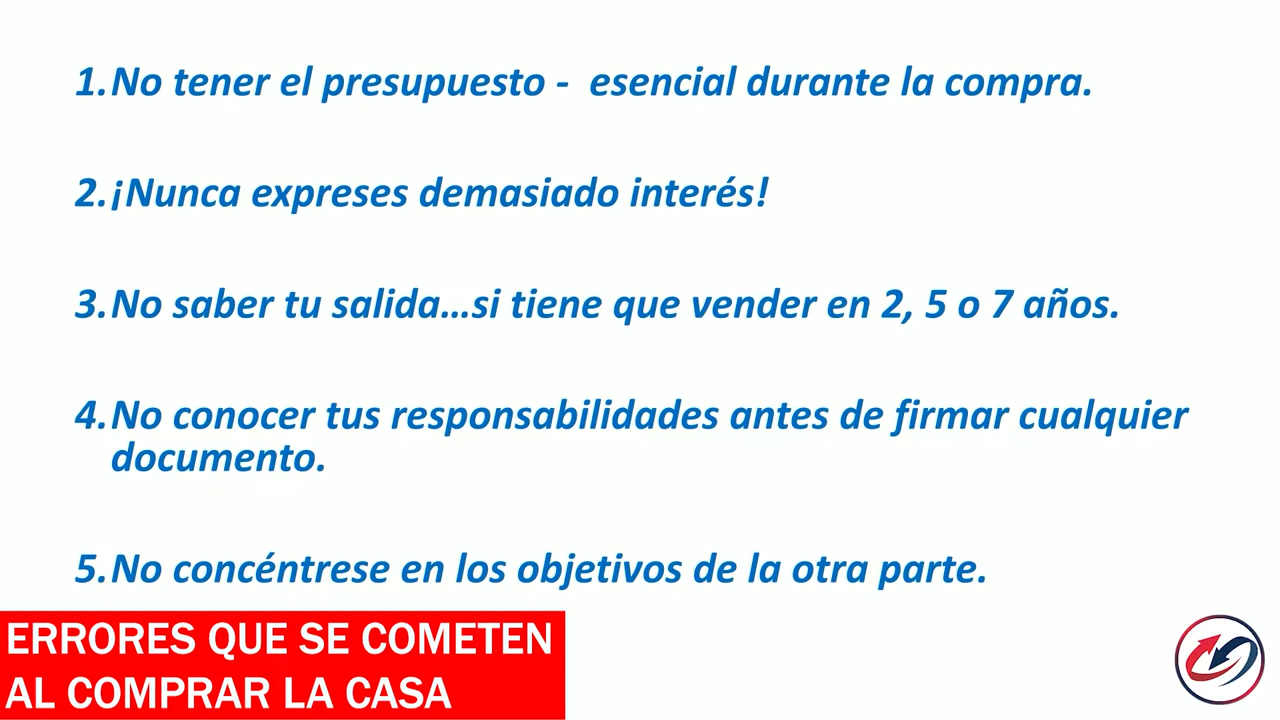 1. No tener el presupuesto - esencial durante la compra.
2. ¡Nunca expreses demasiado interés!
3. No saber tu salida...si tiene que vender en 2, 5 o 7 años.
4. No conocer tus responsabilidades antes de firmar cualquier
documento.
5. No concéntrese en los objetivos de la otra parte.
ERRORES QUE SE COMETEN
AL COMPRAR LA CASA